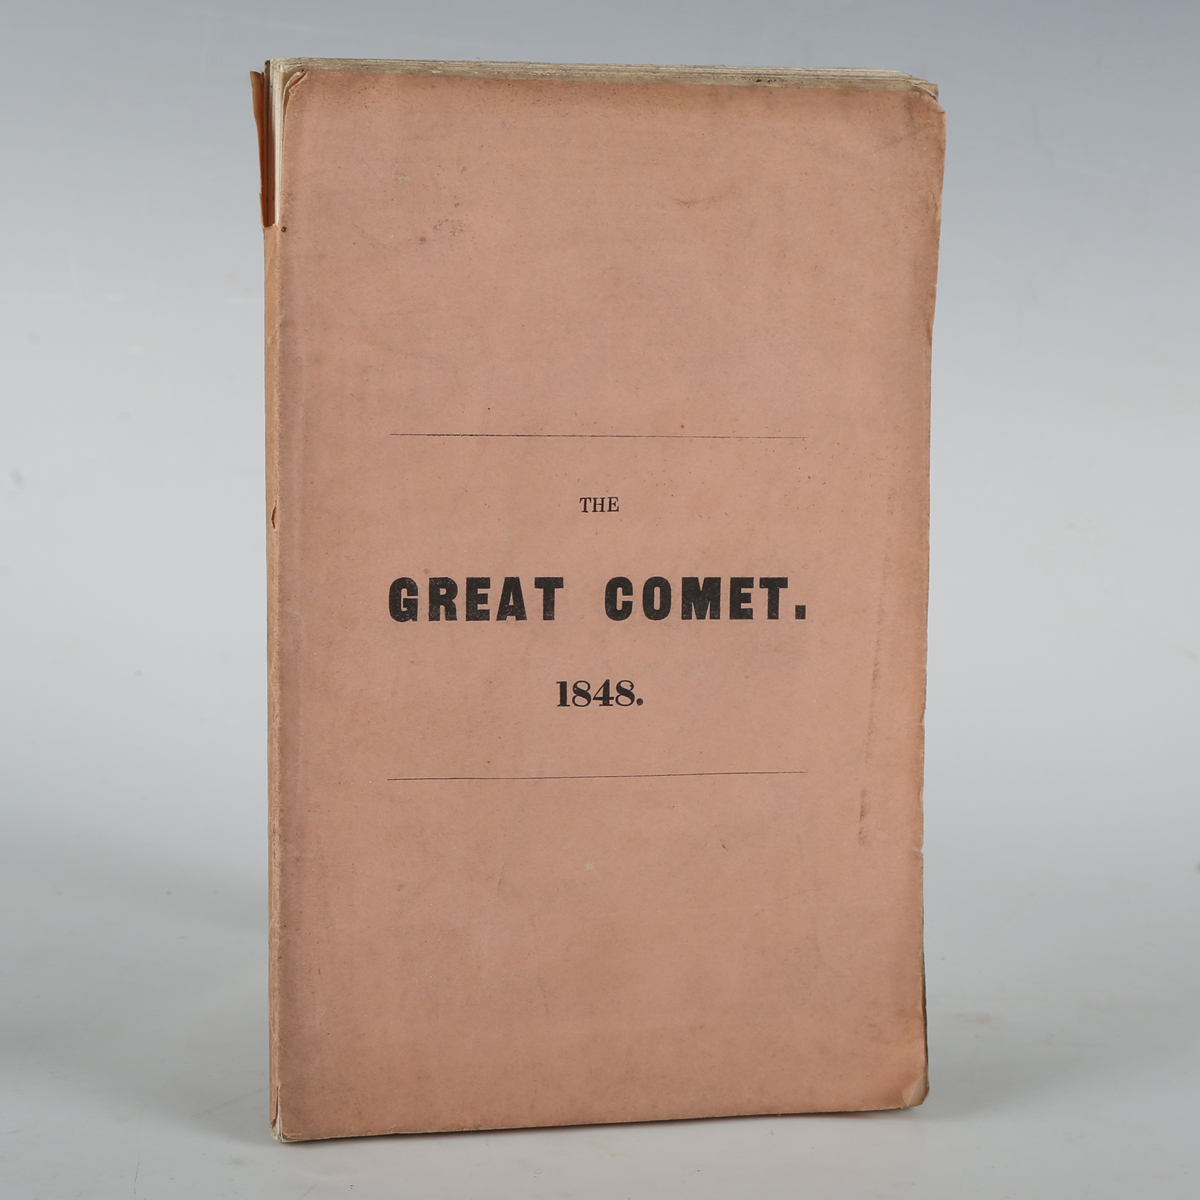 THE
GREAT COMET.
1848.